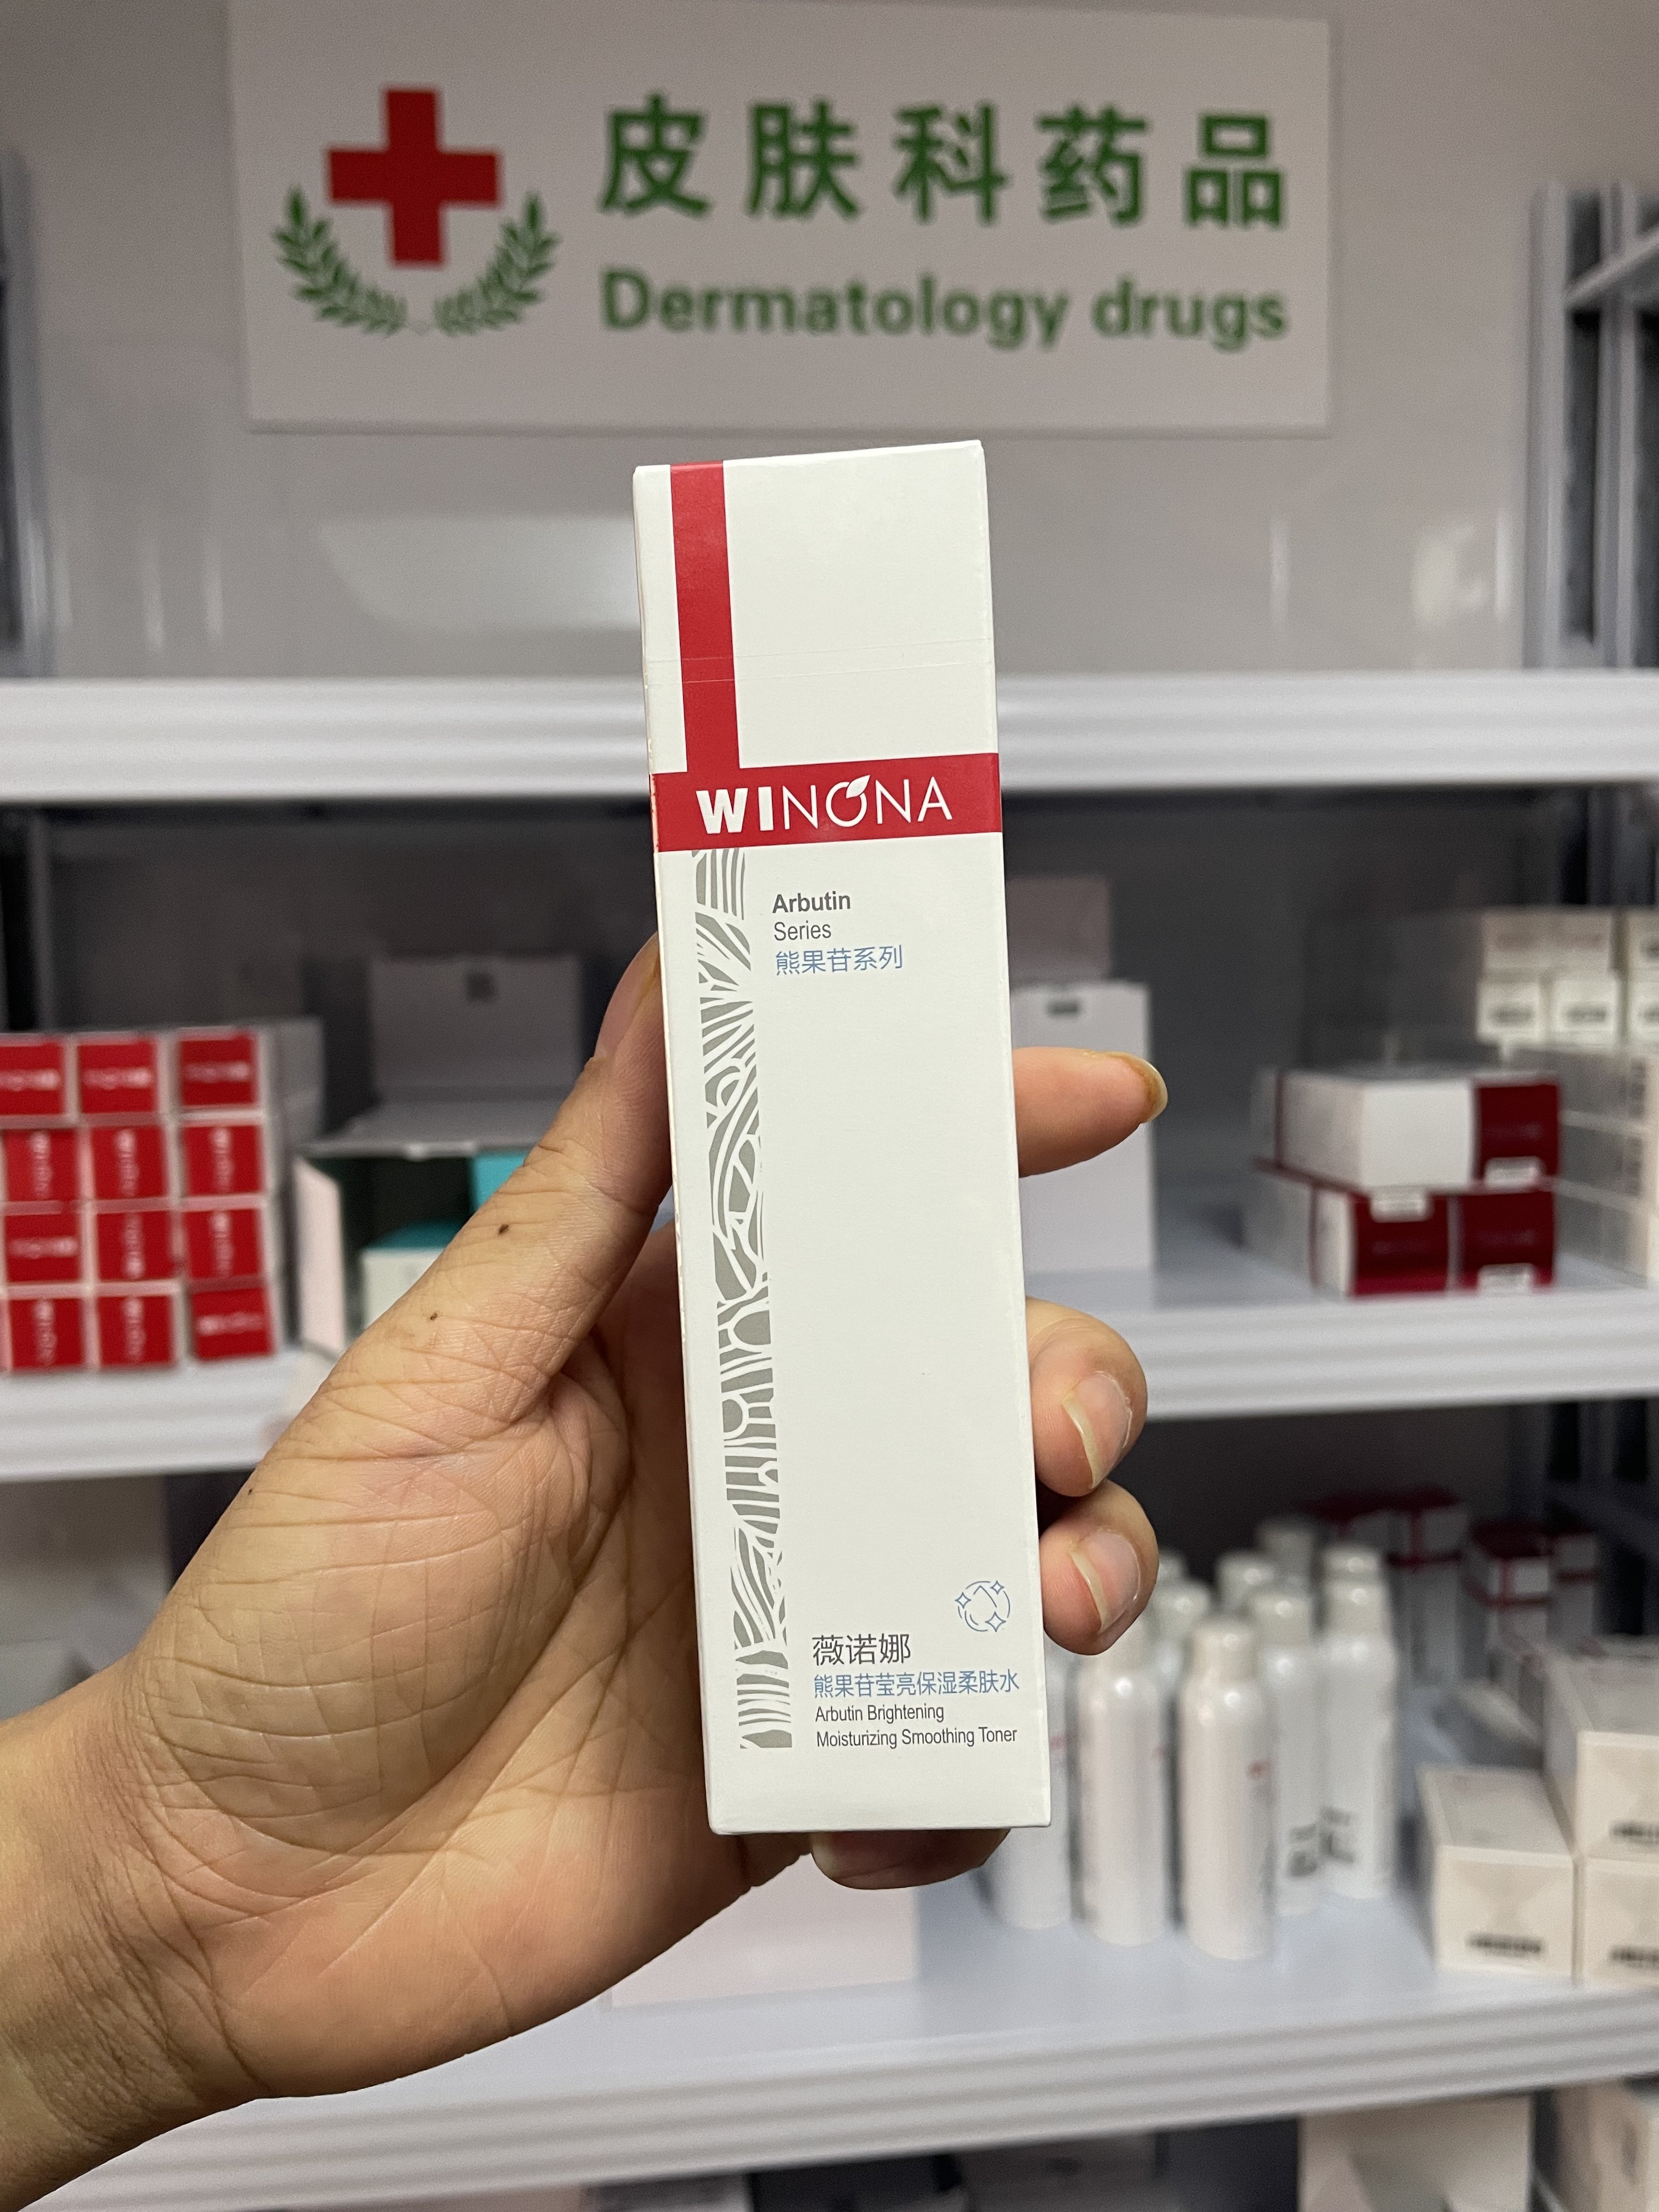 皮肤科药品
Dermatology drugs
WINONA
Arbutin
Series
熊果苷系列
薇诺娜
熊果苷莹亮保湿柔肤水
Arbutin Brightening
Moisturizing Smoothing Toner